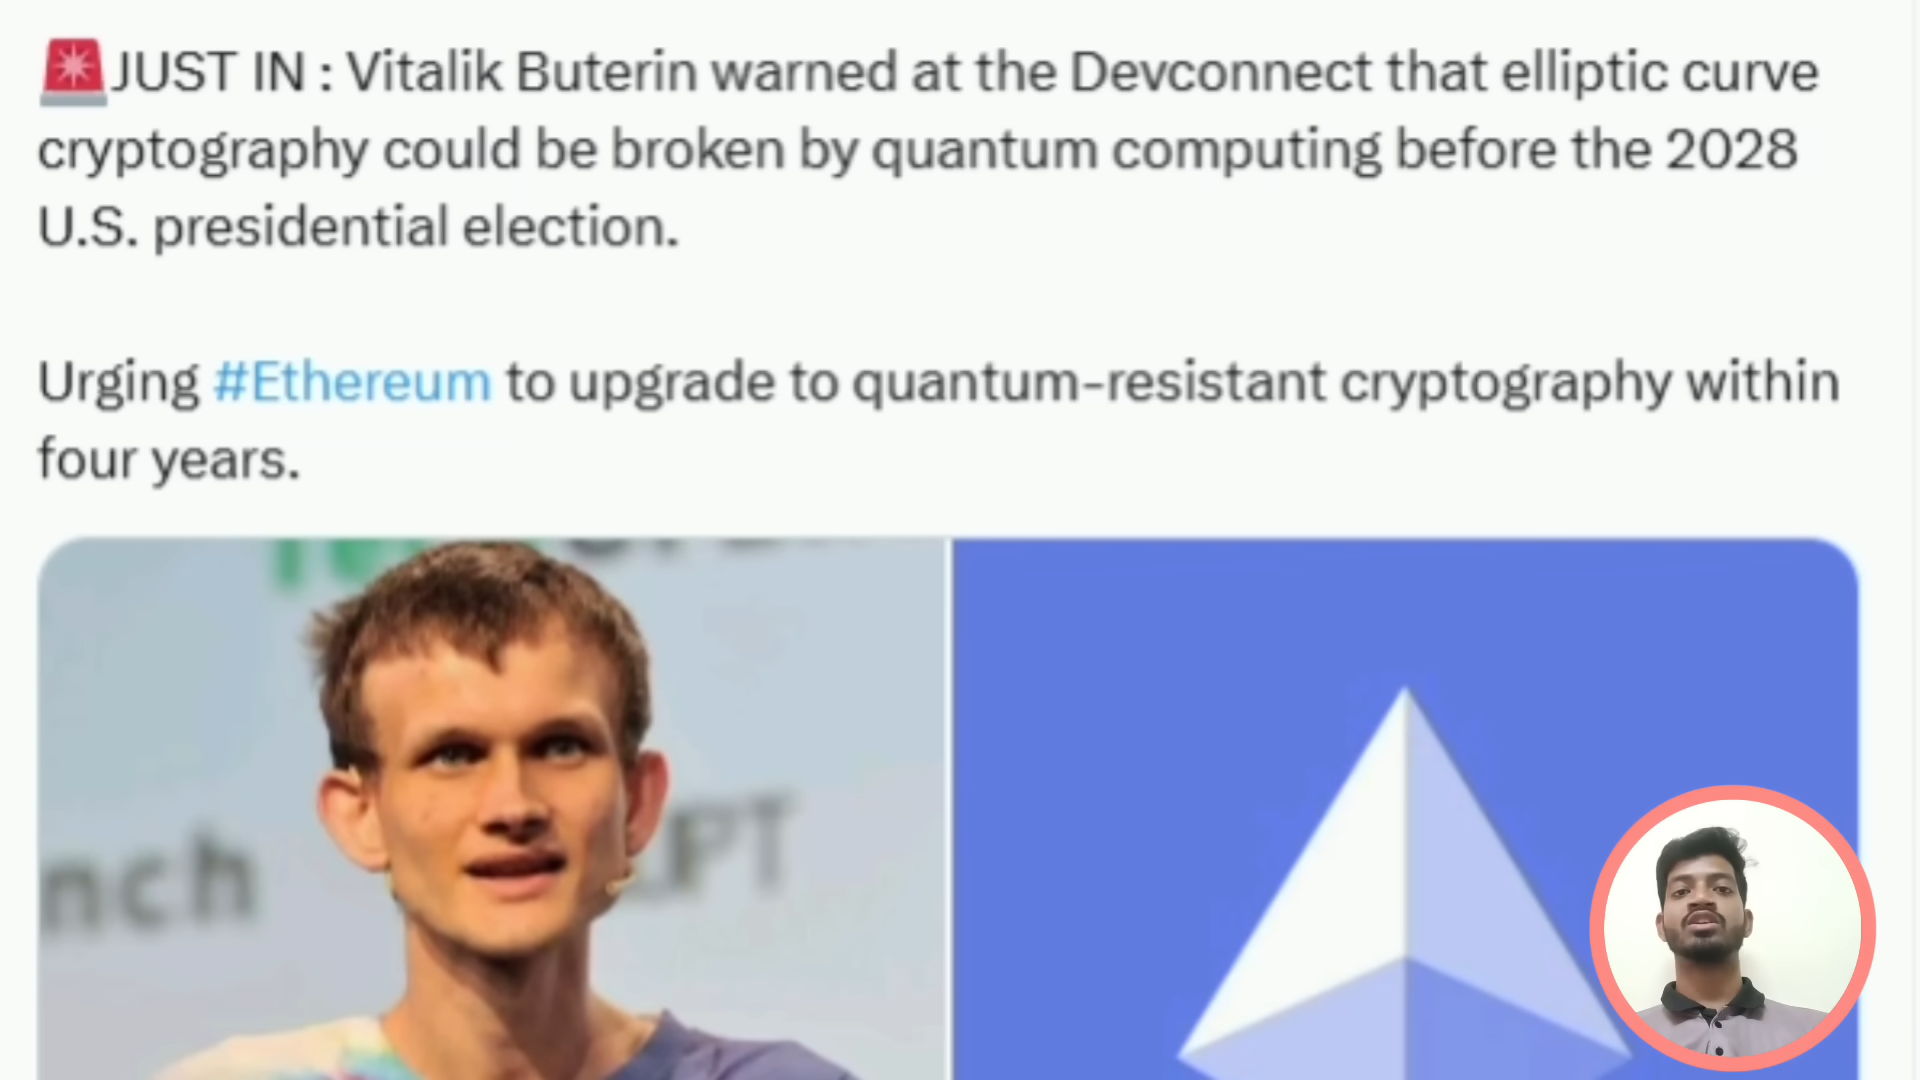 🚨JUST IN : Vitalik Buterin warned at the Devconnect that elliptic curve
cryptography could be broken by quantum computing before the 2028
U.S. presidential election.
Urging #Ethereum to upgrade to quantum-resistant cryptography within
four years.
nch